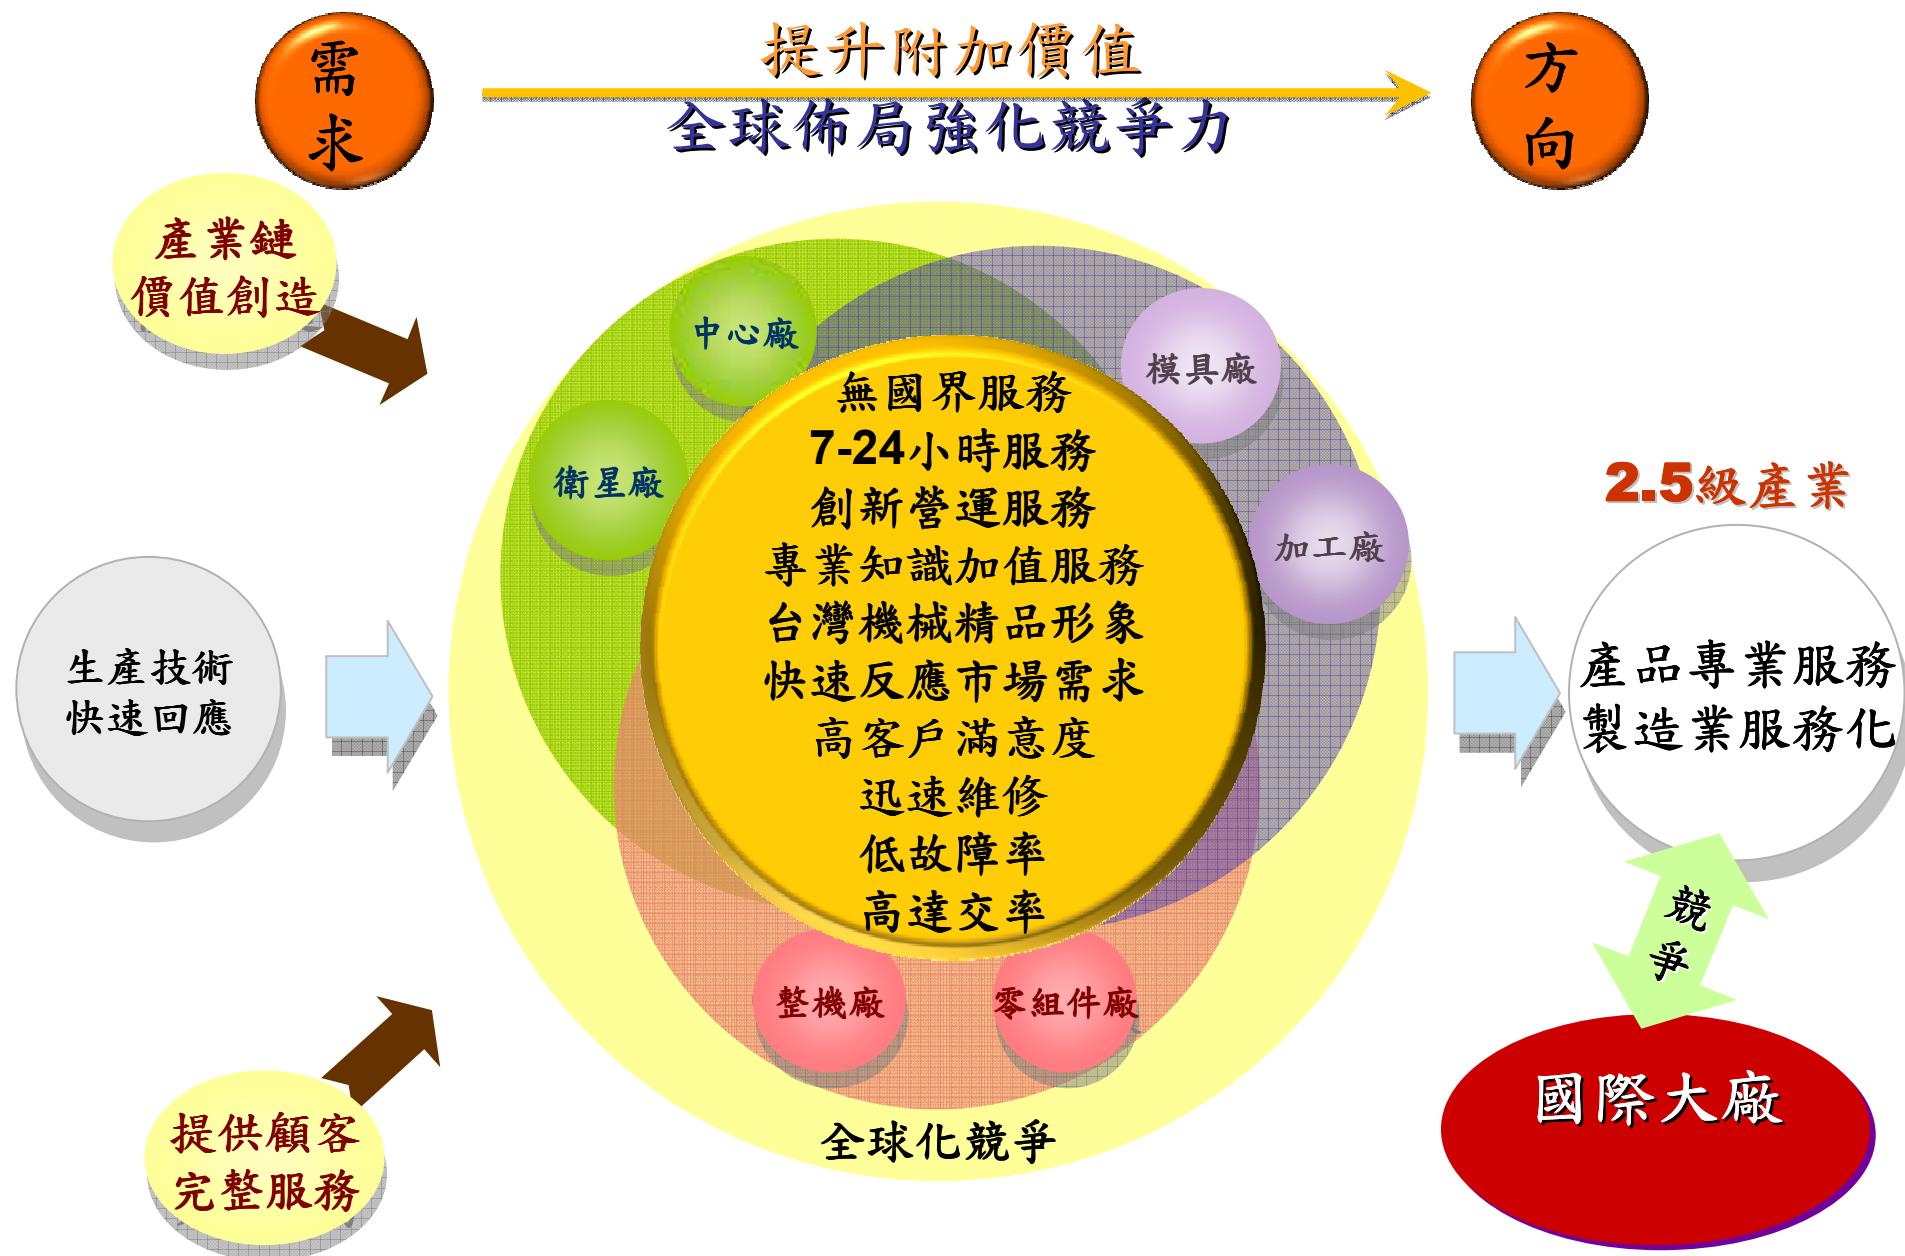 需
求
提升附加價值
全球佈局強化競爭力
方
向
產業鏈
價值創造
生產技術
快速回應
提供顧客
完整服務
中心廠
衛星廠
模具廠
加工廠
無國界服務
7-24小時服務
創新營運服務
專業知識加值服務
台灣機械精品形象
快速反應市場需求
高客戶滿意度
迅速維修
低故障率
高達交率
整機廠
零組件廠
全球化競爭
2.5級產業
產品專業服務
製造業服務化
競
爭
國際大廠